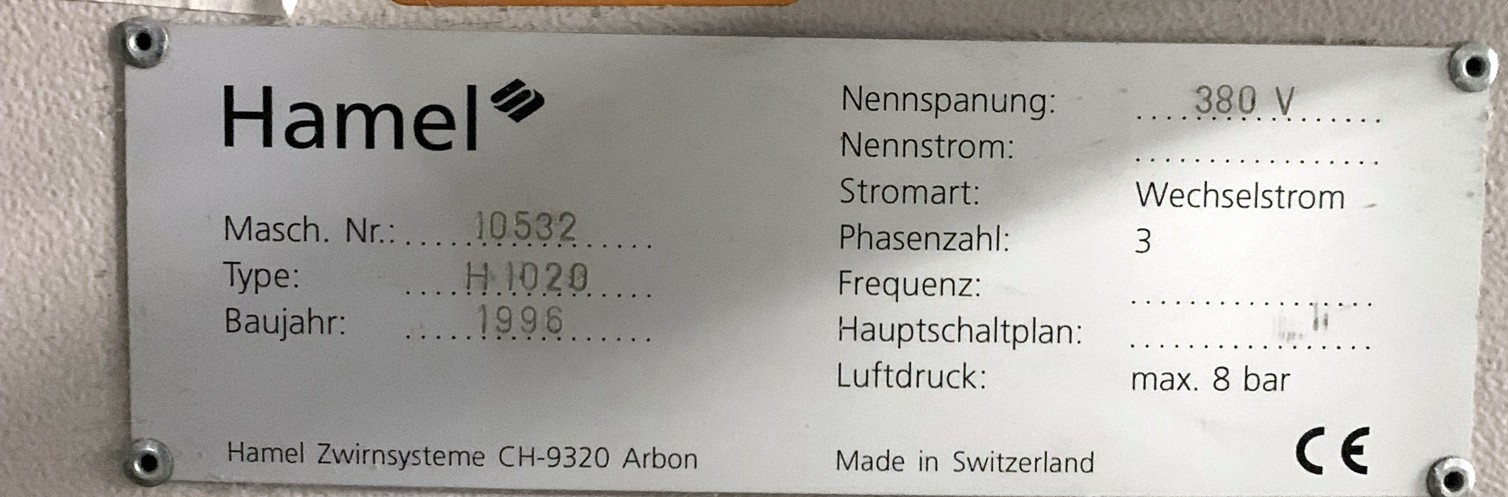 Hamel
Masch. Nr.: 10532
Type: H 1020
Baujahr: 1996
Hamel Zwirnsysteme CH-9320 Arbon
Nennspanung: 380 V
Nennstrom:
Stromart: Wechselstrom
Phasenzahl: 3
Frequenz:
Hauptschaltplan:
Luftdruck: max. 8 bar
Made in Switzerland
CE